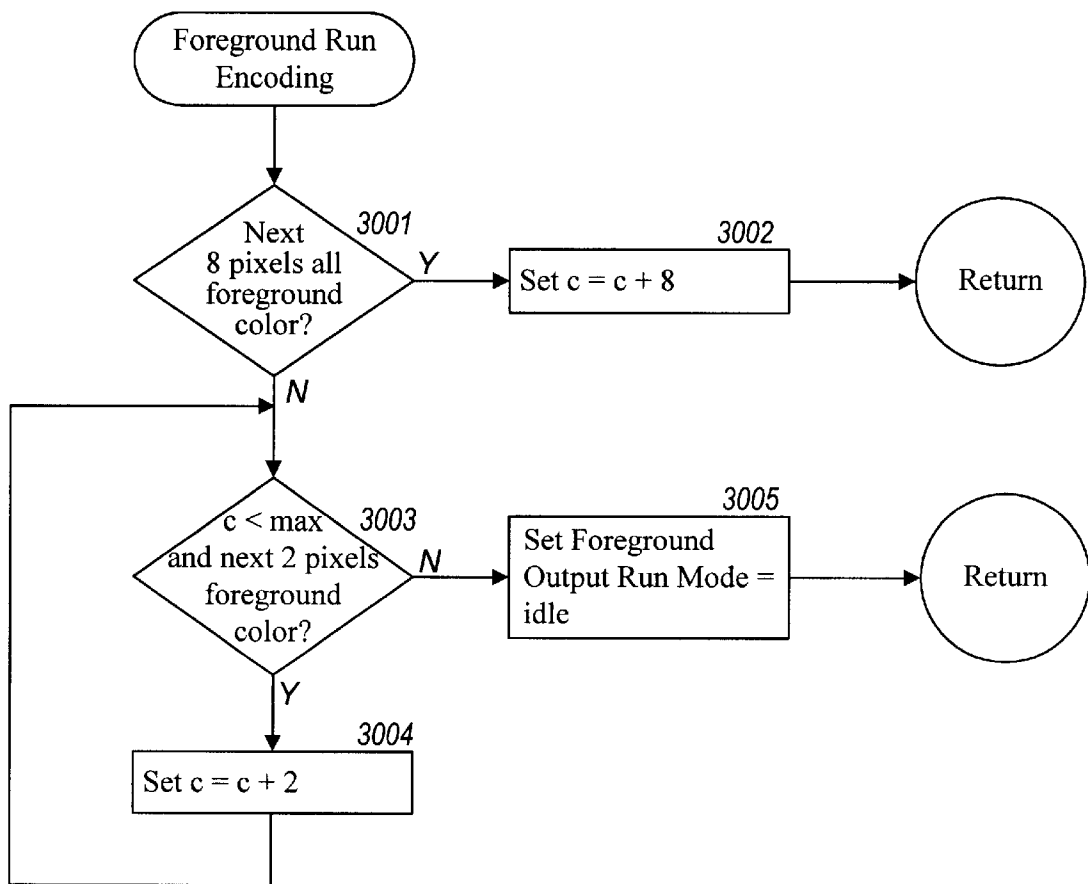 Foreground Run
Encoding
3001
Next
8 pixels all
foreground
color?
Y
3002
Set c = c + 8
Return
N
3003
c < max
and next 2 pixels
foreground
color?
N
3005
Set Foreground
Output Run Mode =
idle
Return
Y
3004
Set c = c + 2